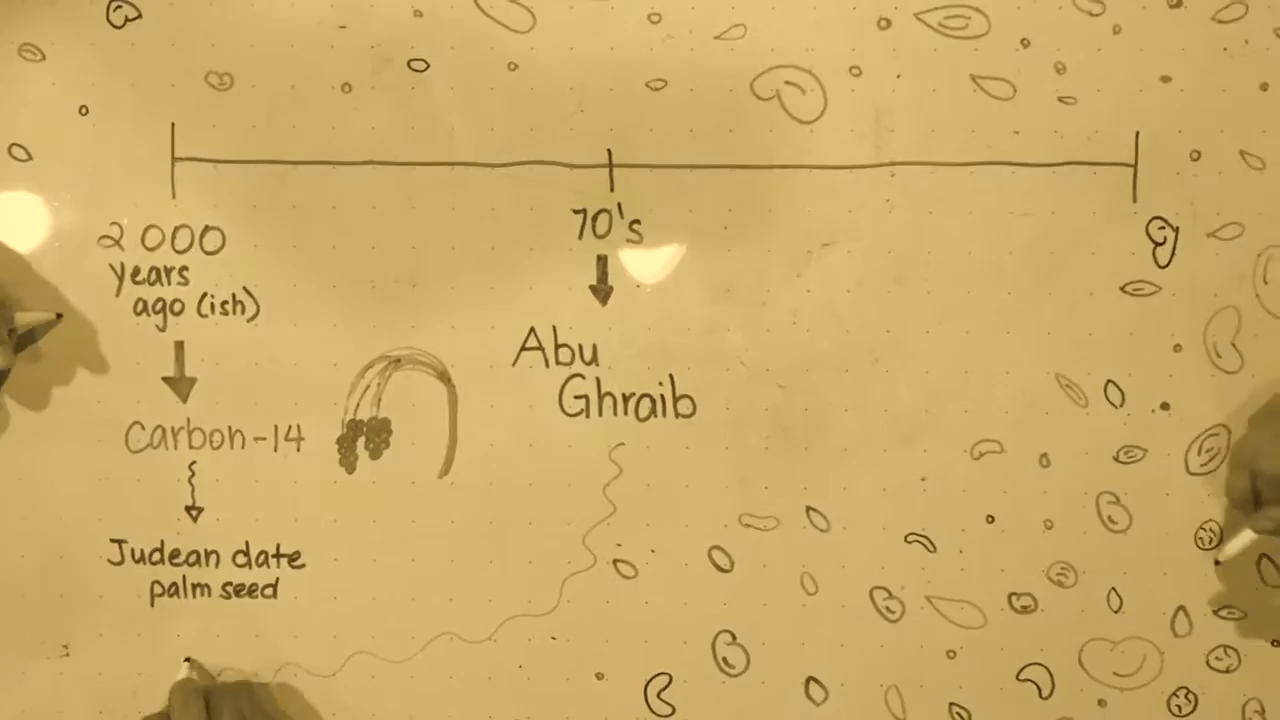 2000
years
ago (ish)
Carbon-14
Judean date
palm seed
70's
Abu
Ghraib